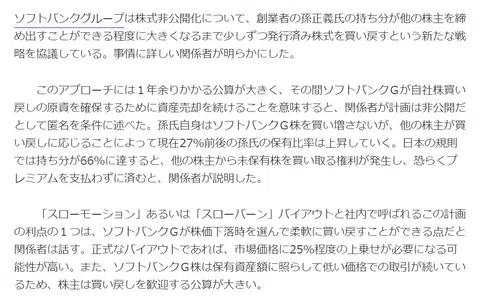 ソフトバンクグループは株式非公開化について、創業者の孫正義氏の持ち分が他の株主を締
め出すことができる程度に大きくなるまで少しずつ発行済み株式を買い戻すという新たな戦
略を協議している。事情に詳しい関係者が明らかにした。
このアプローチには１年余りかかる公算が大きく、その間ソフトバンクＧが自社株買い
戻しの原資を確保するために資産売却を続けることを意味すると、関係者が計画は非公開だ
として匿名を条件に述べた。孫氏自身はソフトバンクＧ株を買い増さないが、他の株主が買
い戻しに応じることによって現在27％前後の孫氏の保有比率は上昇していく。日本の規則
では持ち分が66％に達すると、他の株主から未保有株を買い取る権利が発生し、恐らくプ
レミアムを支払わずに済むと、関係者が説明した。
「スローモーション」あるいは「スローバーン」バイアウトと社内で呼ばれるこの計画
の利点の１つは、ソフトバンクＧが株価下落時を選んで柔軟に買い戻すことができる点だと
関係者は話す。正式なバイアウトであれば、市場価格に25％程度の上乗せが必要になる可
能性が高い。また、ソフトバンクＧ株は保有資産額に照らして低い価格での取引が続いてい
るため、株主は買い戻しを歓迎する公算が大きい。